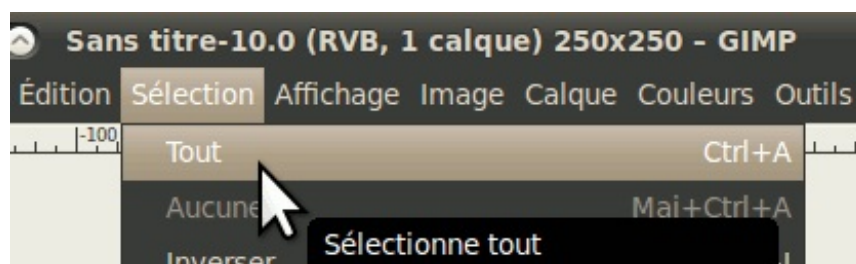 Sans titre-10.0 (RVB, 1 calque) 250x250 – GIMP
Édition Sélection Affichage Image Calque Couleurs Outils
-100
Tout Ctrl+A
Aucune Mai+Ctrl+A
Sélectionne tout
Inverser